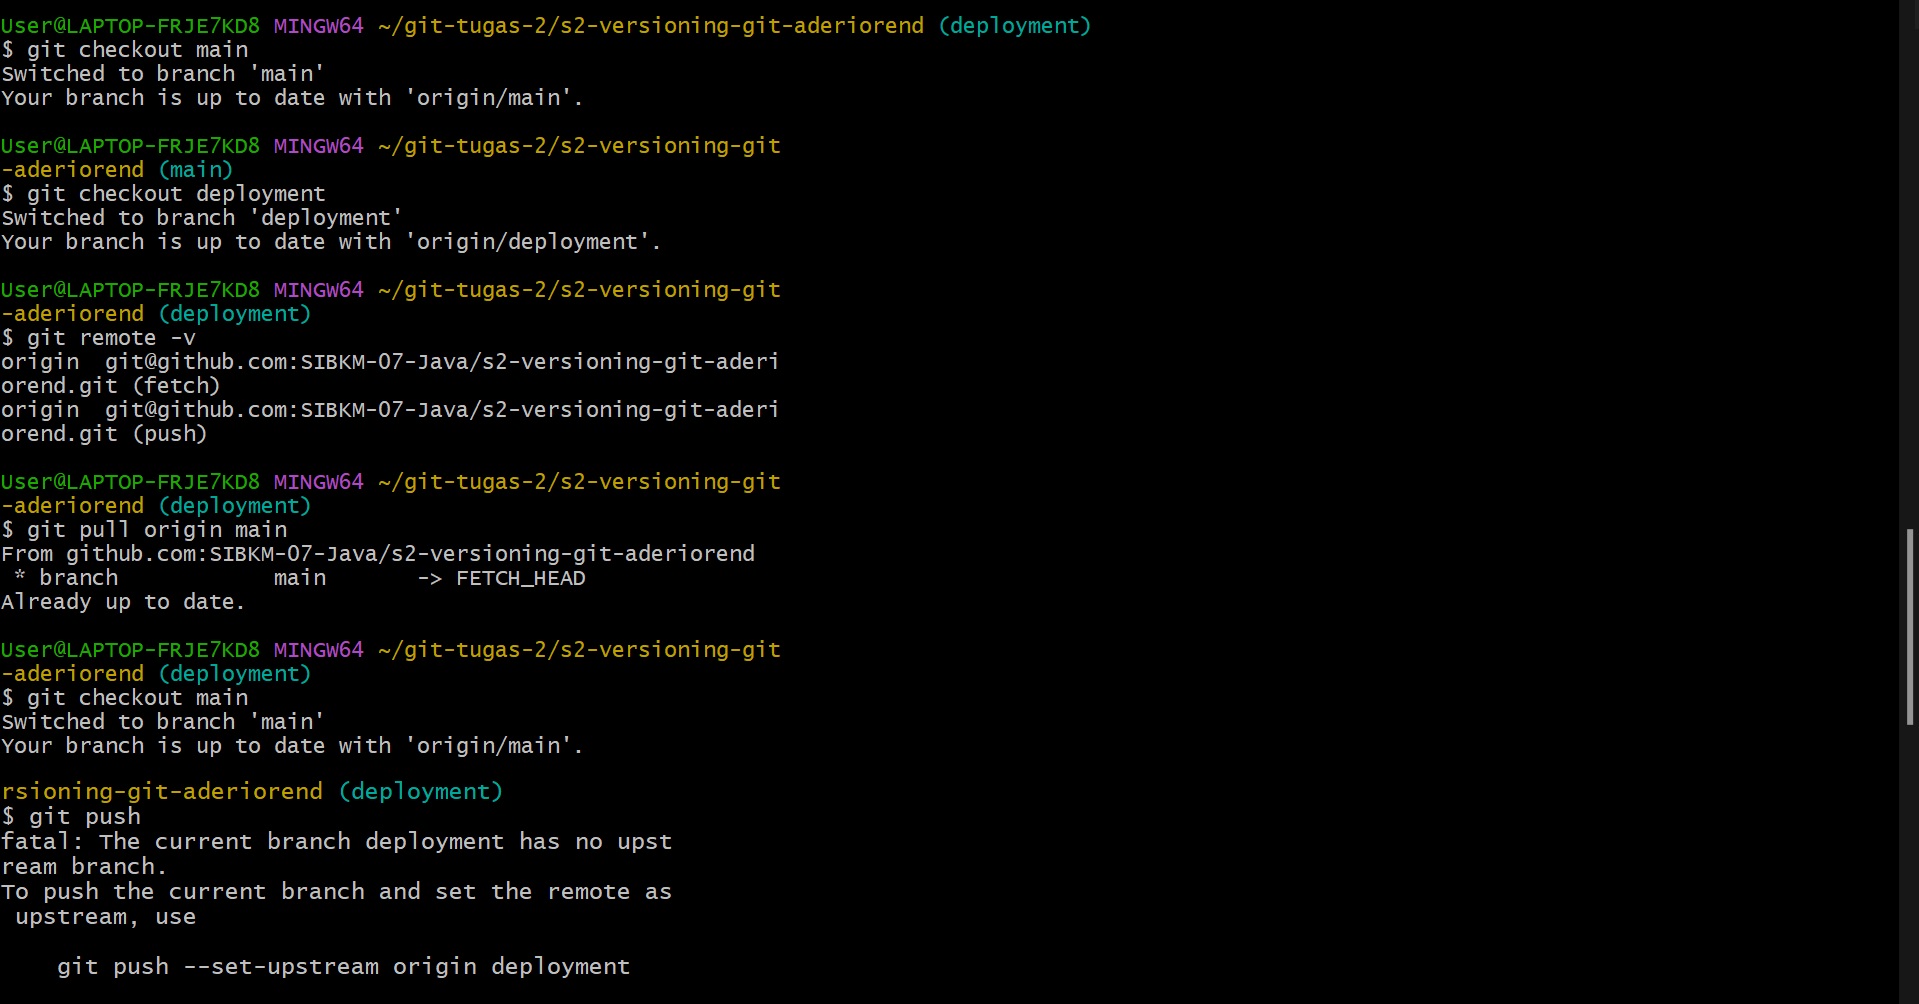 User@LAPTOP-FRJE7KD8 MINGW64 ~/git-tugas-2/s2-versioning-git-aderiorend (deployment)
$ git checkout main
Switched to branch 'main'
Your branch is up to date with 'origin/main'.
User@LAPTOP-FRJE7KD8 MINGW64 ~/git-tugas-2/s2-versioning-git
-aderiorend (main)
$ git checkout deployment
Switched to branch 'deployment'
Your branch is up to date with 'origin/deployment'.
User@LAPTOP-FRJE7KD8 MINGW64 ~/git-tugas-2/s2-versioning-git
-aderiorend (deployment)
$ git remote -v
origin  git@github.com:SIBKM-07-Java/s2-versioning-git-aderi
orend.git (fetch)
origin  git@github.com:SIBKM-07-Java/s2-versioning-git-aderi
orend.git (push)
User@LAPTOP-FRJE7KD8 MINGW64 ~/git-tugas-2/s2-versioning-git
-aderiorend (deployment)
$ git pull origin main
From github.com:SIBKM-07-Java/s2-versioning-git-aderiorend
 * branch            main       -> FETCH_HEAD
Already up to date.
User@LAPTOP-FRJE7KD8 MINGW64 ~/git-tugas-2/s2-versioning-git
-aderiorend (deployment)
$ git checkout main
Switched to branch 'main'
Your branch is up to date with 'origin/main'.
rsioning-git-aderiorend (deployment)
$ git push
fatal: The current branch deployment has no upst
ream branch.
To push the current branch and set the remote as
 upstream, use
    git push --set-upstream origin deployment